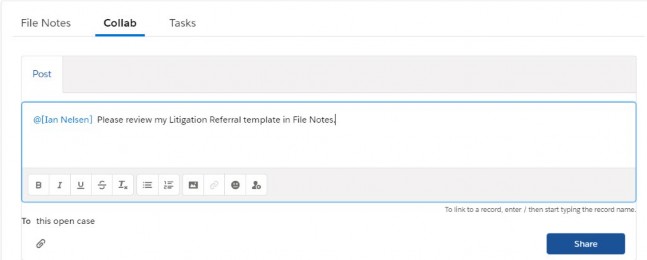 File Notes Collab Tasks
Post
@[Ian Nelsen] Please review my Litigation Referral template in File Notes.
B I U S Tx
To link to a record, enter / then start typing the record name.
To this open case
Share